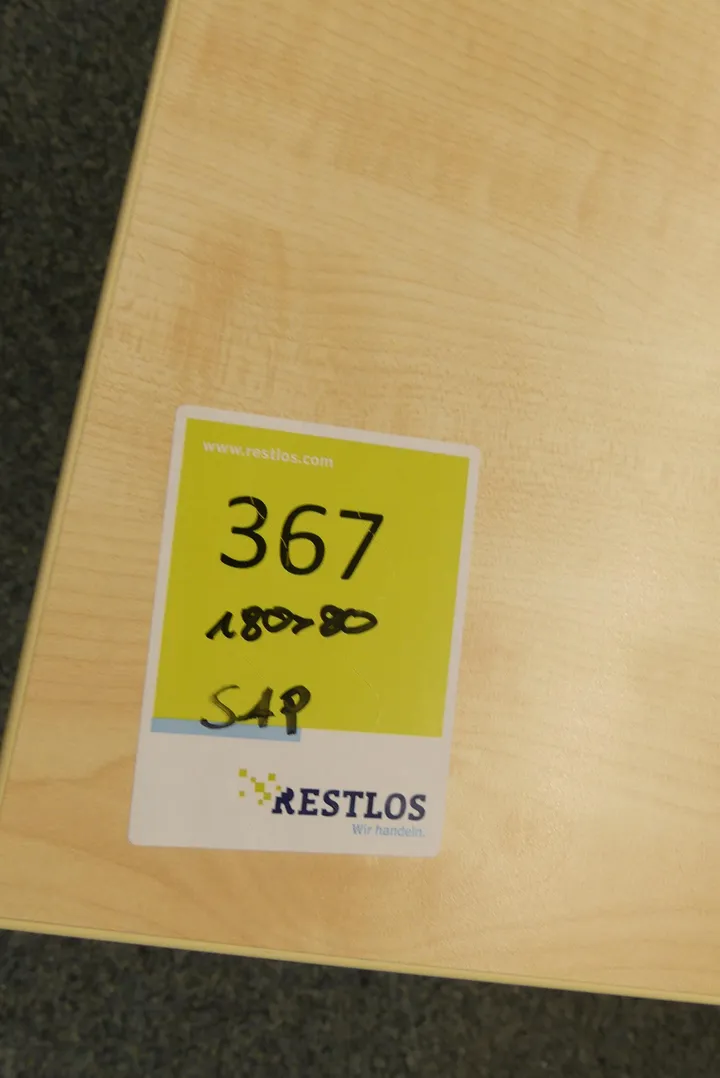 www.restlos.com
367
180x80
SAP
RESTLOS
Wir handeln.